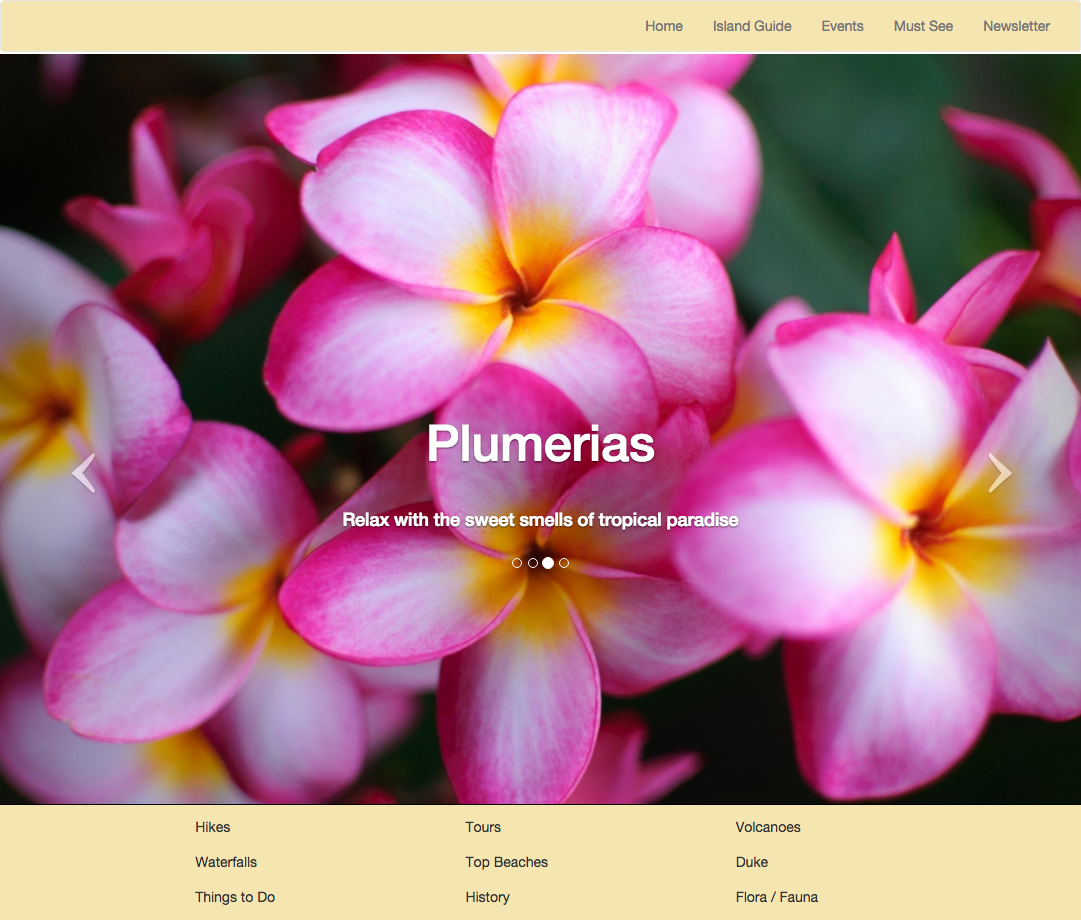 Home Island Guide Events Must See Newsletter
Plumerias
Relax with the sweet smells of tropical paradise
Hikes Tours Volcanoes
Waterfalls Top Beaches Duke
Things to Do History Flora / Fauna